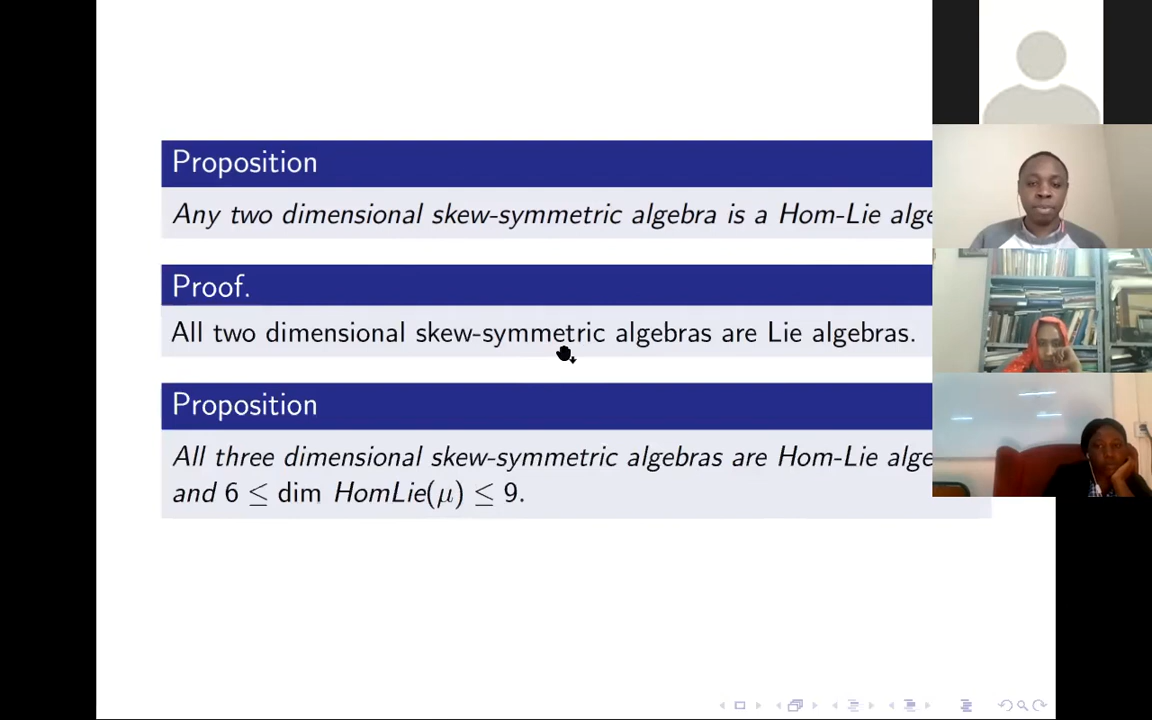 Proposition
Any two dimensional skew-symmetric algebra is a Hom-Lie alge
Proof.
All two dimensional skew-symmetric algebras are Lie algebras.
Proposition
All three dimensional skew-symmetric algebras are Hom-Lie alge
and 6 ≤ dim HomLie(μ) ≤ 9.